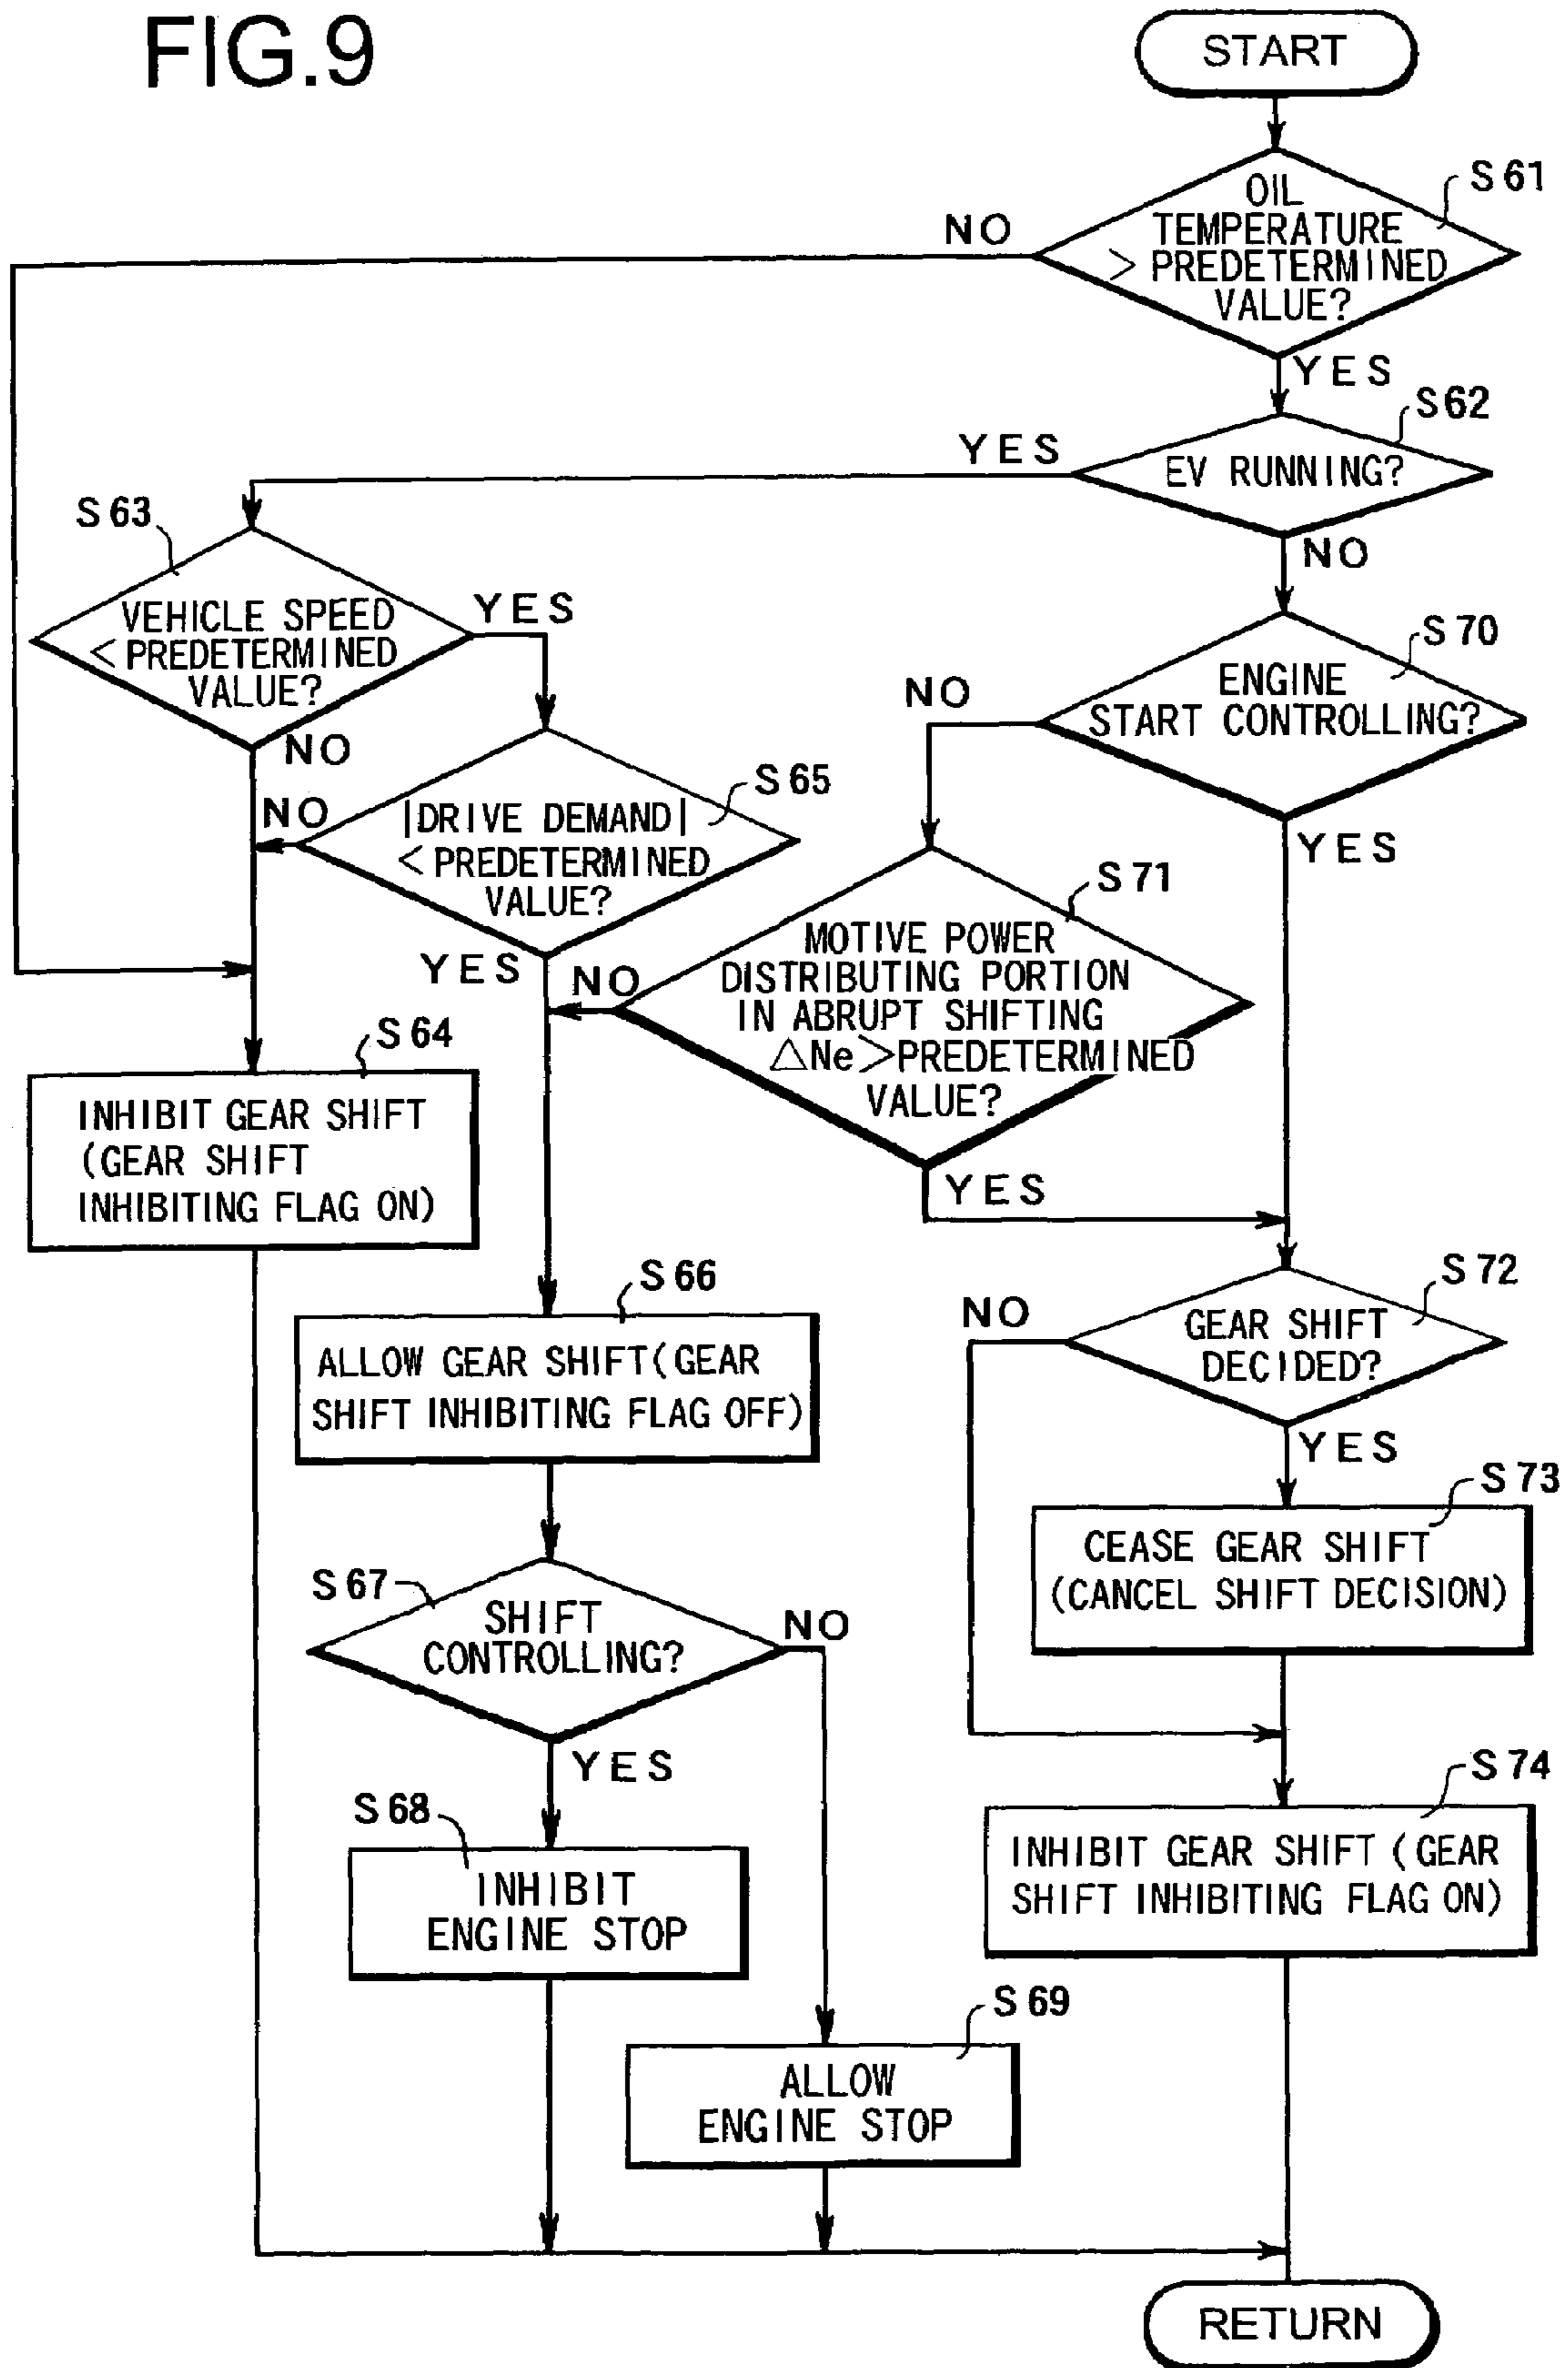 FIG.9
START
S61
OIL
TEMPERATURE
> PREDETERMINED
VALUE?
NO
YES
S62
EV RUNNING?
YES
NO
S63
VEHICLE SPEED
< PREDETERMINED
VALUE?
YES
NO
S70
ENGINE
START CONTROLLING?
NO
YES
S65
|DRIVE DEMAND|
< PREDETERMINED
VALUE?
NO
YES
S71
MOTIVE POWER
DISTRIBUTING PORTION
IN ABRUPT SHIFTING
△Ne>PREDETERMINED
VALUE?
NO
YES
S64
INHIBIT GEAR SHIFT
(GEAR SHIFT
INHIBITING FLAG ON)
S66
ALLOW GEAR SHIFT(GEAR
SHIFT INHIBITING FLAG OFF)
S72
GEAR SHIFT
DECIDED?
NO
YES
S73
CEASE GEAR SHIFT
(CANCEL SHIFT DECISION)
S67
SHIFT
CONTROLLING?
NO
YES
S74
INHIBIT GEAR SHIFT (GEAR
SHIFT INHIBITING FLAG ON)
S68
INHIBIT
ENGINE STOP
S69
ALLOW
ENGINE STOP
RETURN